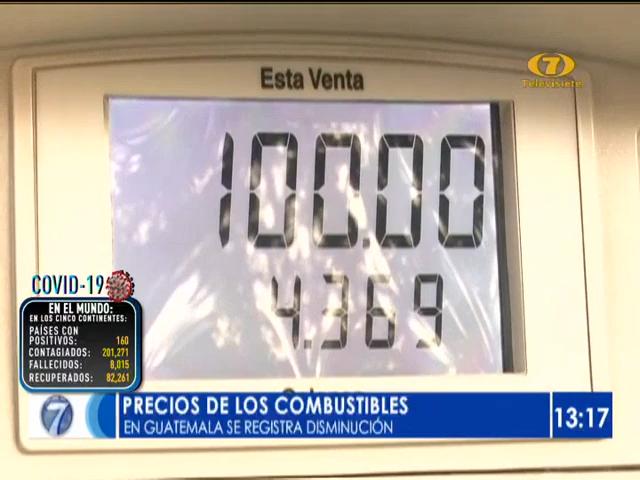 Esta Venta
7
Televisiete
100.00
4.369
COVID-19
EN EL MUNDO:
EN LOS CINCO CONTINENTES:
PAÍSES CON
POSITIVOS: 160
CONTAGIADOS: 201,271
FALLECIDOS: 8,015
RECUPERADOS: 82,261
7
PRECIOS DE LOS COMBUSTIBLES
EN GUATEMALA SE REGISTRA DISMINUCIÓN
13:17